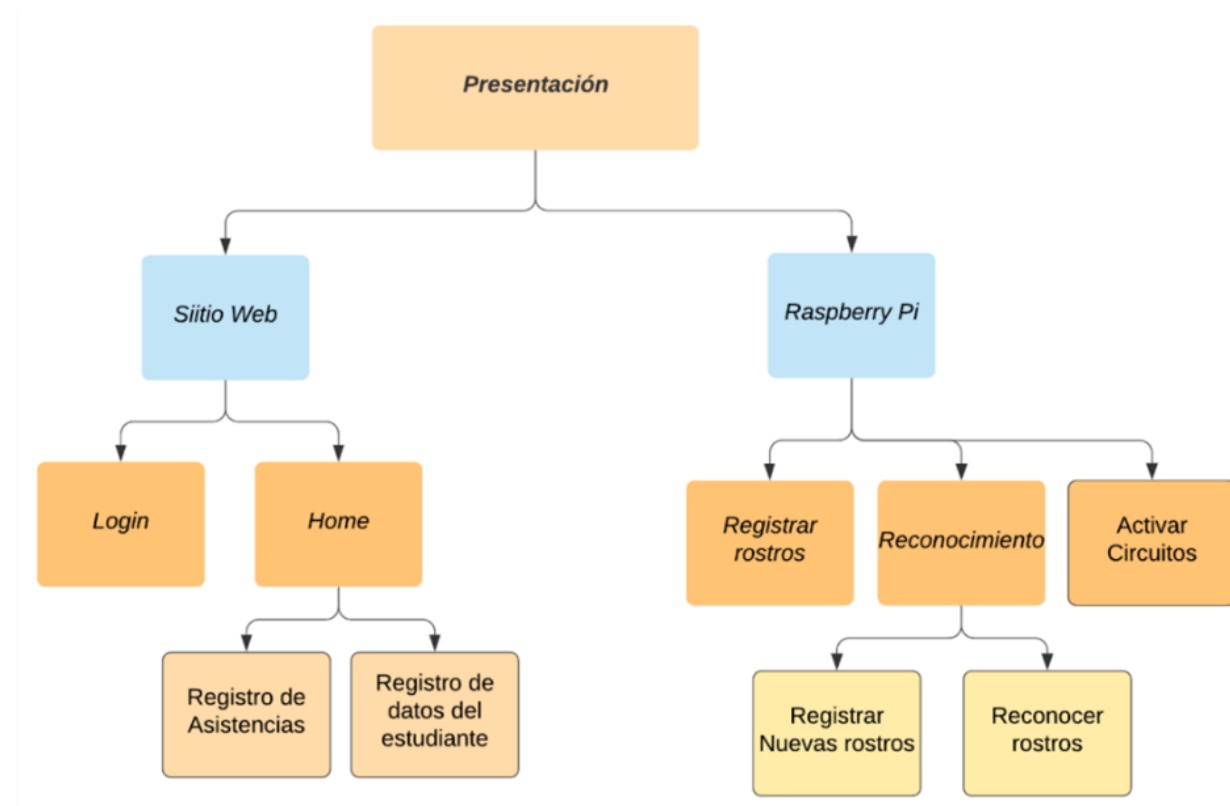 Presentación
Siitio Web
Raspberry Pi
Login
Home
Registrar
rostros
Reconocimiento
Activar
Circuitos
Registro de
Asistencias
Registro de
datos del
estudiante
Registrar
Nuevas rostros
Reconocer
rostros